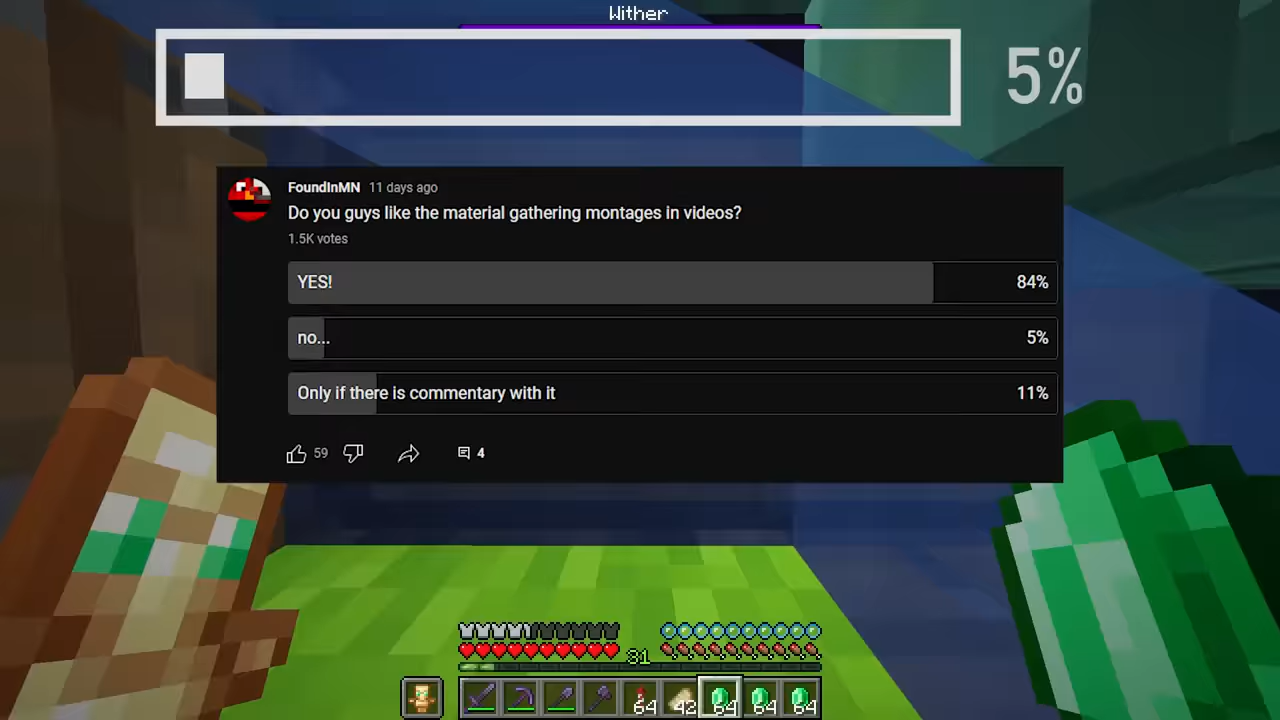 Wither
5%
FoundInMN 11 days ago
Do you guys like the material gathering montages in videos?
1.5K votes
YES! 84%
no... 5%
Only if there is commentary with it 11%
59 4
31
64 42 64 64 64